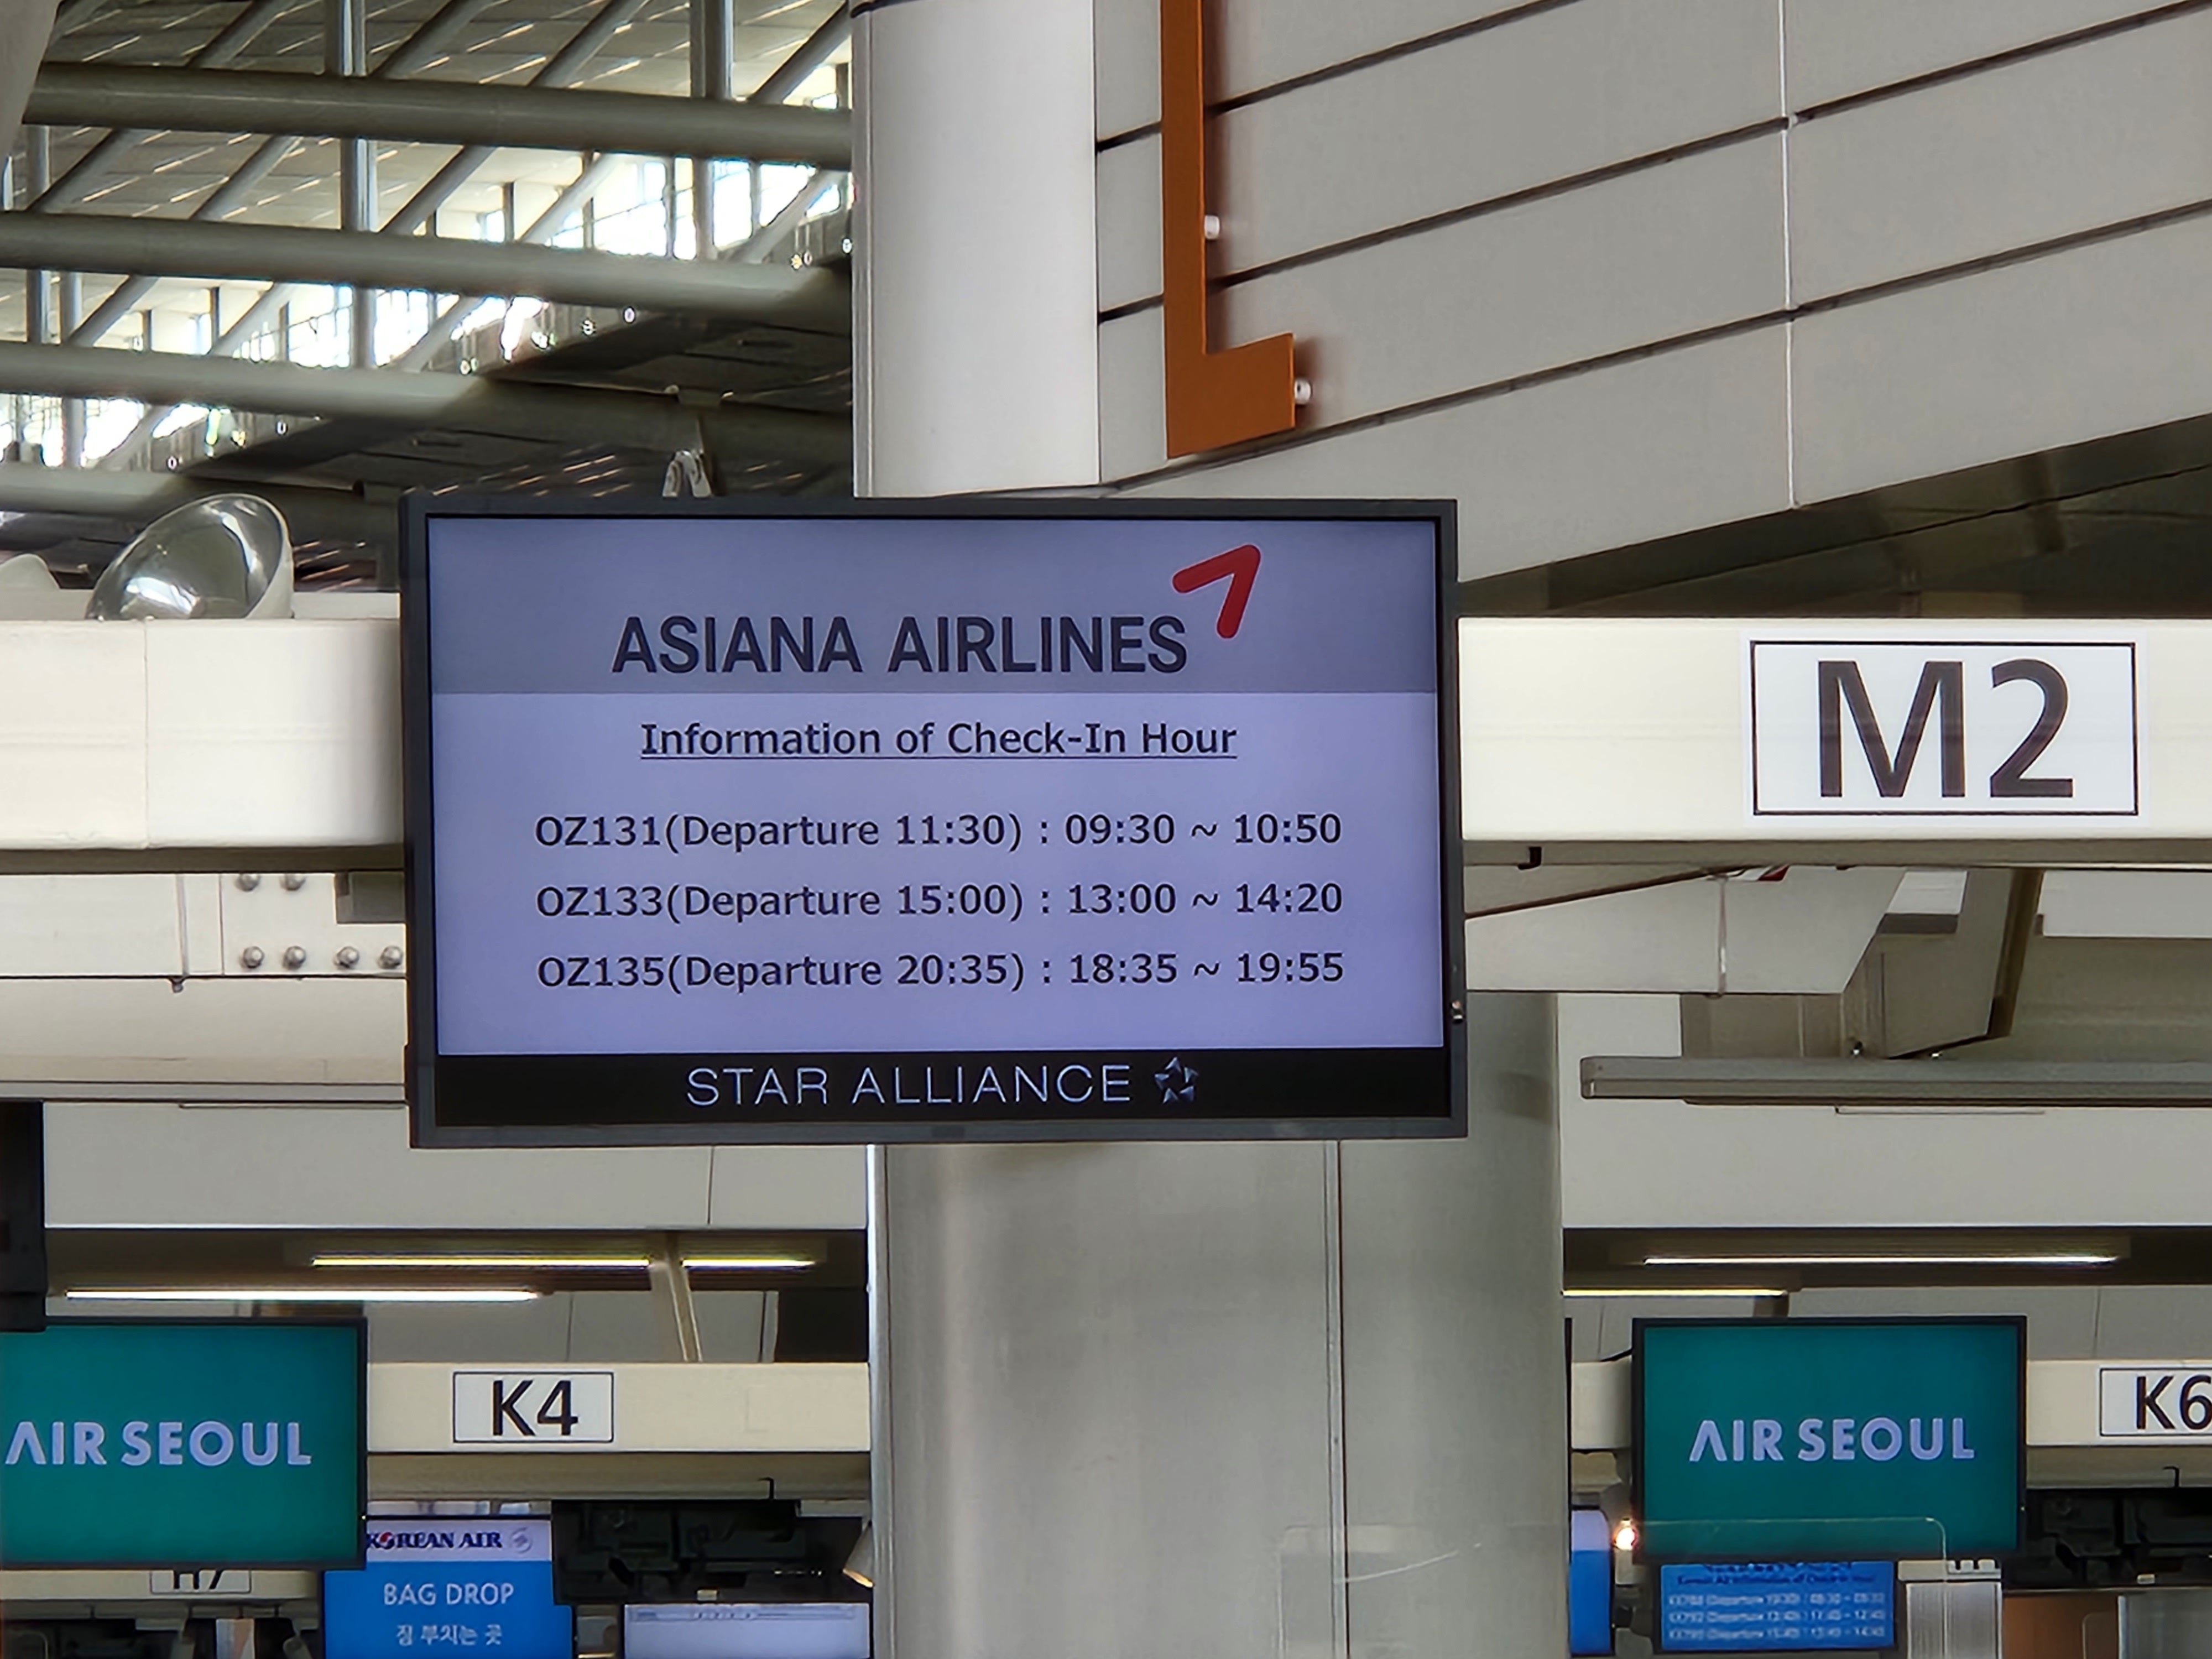 ASIANA AIRLINES
Information of Check-In Hour
OZ131(Departure 11:30) : 09:30 ~ 10:50
OZ133(Departure 15:00) : 13:00 ~ 14:20
OZ135(Departure 20:35) : 18:35 ~ 19:55
STAR ALLIANCE
M2
K4
K6
AIR SEOUL
AIR SEOUL
KOREAN AIR
BAG DROP
짐 부치는 곳